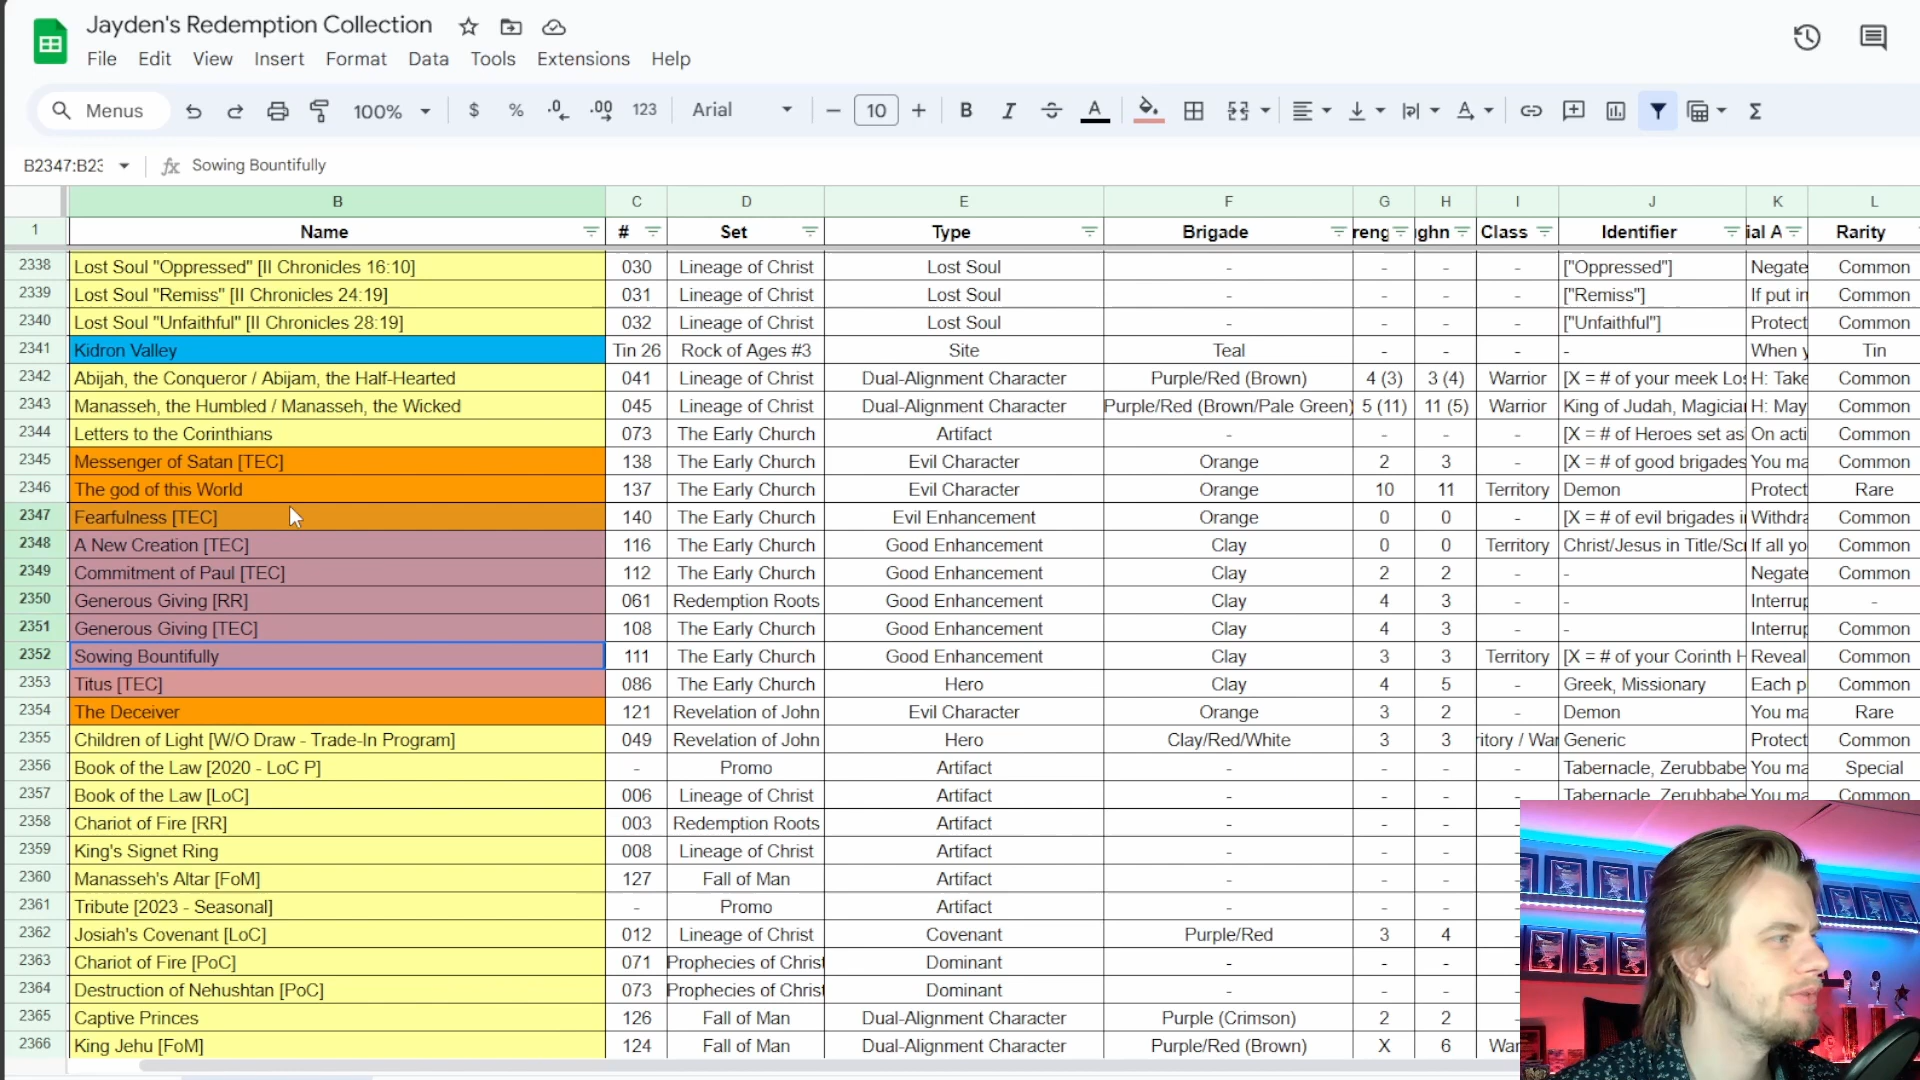 Jayden's Redemption Collection
File Edit View Insert Format Data Tools Extensions Help
Menus 100% $ % .0 .00 123 Arial 10 B I A
B2347:B23 fx Sowing Bountifully
B C D E F G H I J K L
1 Name # Set Type Brigade reng ighn Class Identifier ial A Rarity
2338 Lost Soul "Oppressed" [II Chronicles 16:10] 030 Lineage of Christ Lost Soul - - - - ["Oppressed"] Negate Common
2339 Lost Soul "Remiss" [II Chronicles 24:19] 031 Lineage of Christ Lost Soul - - - - ["Remiss"] If put in Common
2340 Lost Soul "Unfaithful" [II Chronicles 28:19] 032 Lineage of Christ Lost Soul - - - - ["Unfaithful"] Protect Common
2341 Kidron Valley Tin 26 Rock of Ages #3 Site Teal - - - - When y Tin
2342 Abijah, the Conqueror / Abijam, the Half-Hearted 041 Lineage of Christ Dual-Alignment Character Purple/Red (Brown) 4 (3) 3 (4) Warrior [X = # of your meek Los H: Take Common
2343 Manasseh, the Humbled / Manasseh, the Wicked 045 Lineage of Christ Dual-Alignment Character Purple/Red (Brown/Pale Green) 5 (11) 11 (5) Warrior King of Judah, Magician H: May Common
2344 Letters to the Corinthians 073 The Early Church Artifact - - - - [X = # of Heroes set as On acti Common
2345 Messenger of Satan [TEC] 138 The Early Church Evil Character Orange 2 3 - [X = # of good brigades You ma Common
2346 The god of this World 137 The Early Church Evil Character Orange 10 11 Territory Demon Protect Rare
2347 Fearfulness [TEC] 140 The Early Church Evil Enhancement Orange 0 0 - [X = # of evil brigades in Withdra Common
2348 A New Creation [TEC] 116 The Early Church Good Enhancement Clay 0 0 Territory Christ/Jesus in Title/Scr If all yo Common
2349 Commitment of Paul [TEC] 112 The Early Church Good Enhancement Clay 2 2 - - Negate Common
2350 Generous Giving [RR] 061 Redemption Roots Good Enhancement Clay 4 3 - - Interrup -
2351 Generous Giving [TEC] 108 The Early Church Good Enhancement Clay 4 3 - - Interrup Common
2352 Sowing Bountifully 111 The Early Church Good Enhancement Clay 3 3 Territory [X = # of your Corinth H Reveal Common
2353 Titus [TEC] 086 The Early Church Hero Clay 4 5 - Greek, Missionary Each p Common
2354 The Deceiver 121 Revelation of John Evil Character Orange 3 2 - Demon You ma Rare
2355 Children of Light [W/O Draw - Trade-In Program] 049 Revelation of John Hero Clay/Red/White 3 3 ritory / War Generic Protect Common
2356 Book of the Law [2020 - LoC P] - Promo Artifact - - - - Tabernacle, Zerubbabe You ma Special
2357 Book of the Law [LoC] 006 Lineage of Christ Artifact - - - - Tabernacle, Zerubbabe You ma Common
2358 Chariot of Fire [RR] 003 Redemption Roots Artifact - - -
2359 King's Signet Ring 008 Lineage of Christ Artifact - - -
2360 Manasseh's Altar [FoM] 127 Fall of Man Artifact - - -
2361 Tribute [2023 - Seasonal] - Promo Artifact - - -
2362 Josiah's Covenant [LoC] 012 Lineage of Christ Covenant Purple/Red 3 4
2363 Chariot of Fire [PoC] 071 Prophecies of Christ Dominant - - -
2364 Destruction of Nehushtan [PoC] 073 Prophecies of Christ Dominant - - -
2365 Captive Princes 126 Fall of Man Dual-Alignment Character Purple (Crimson) 2 2
2366 King Jehu [FoM] 124 Fall of Man Dual-Alignment Character Purple/Red (Brown) X 6 War